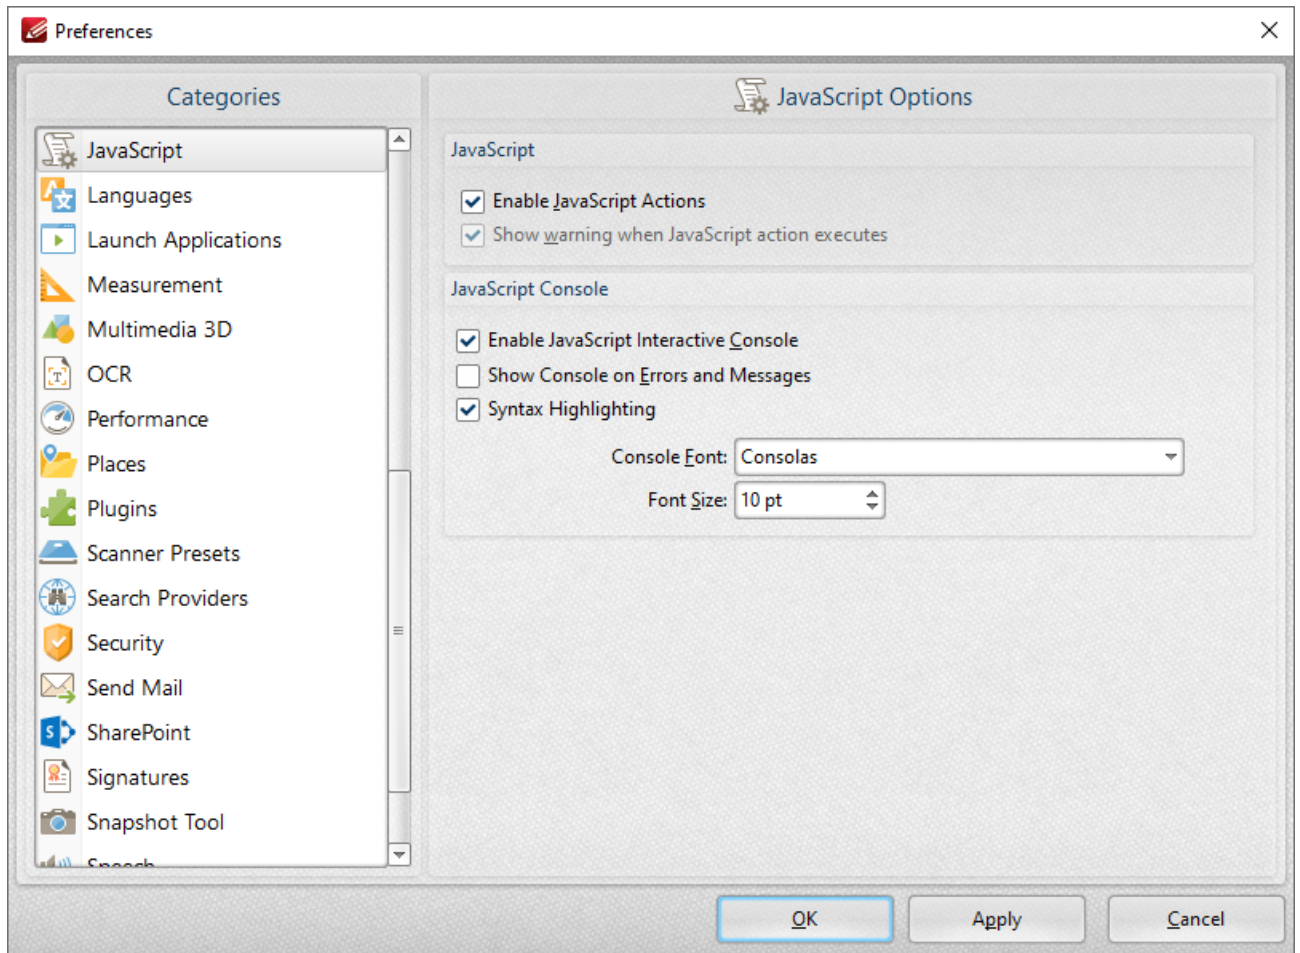 Preferences
Categories
JavaScript
Languages
Launch Applications
Measurement
Multimedia 3D
OCR
Performance
Places
Plugins
Scanner Presets
Search Providers
Security
Send Mail
SharePoint
Signatures
Snapshot Tool
Speech
JavaScript Options
JavaScript
Enable JavaScript Actions
Show warning when JavaScript action executes
JavaScript Console
Enable JavaScript Interactive Console
Show Console on Errors and Messages
Syntax Highlighting
Console Font: Consolas
Font Size: 10 pt
OK Apply Cancel